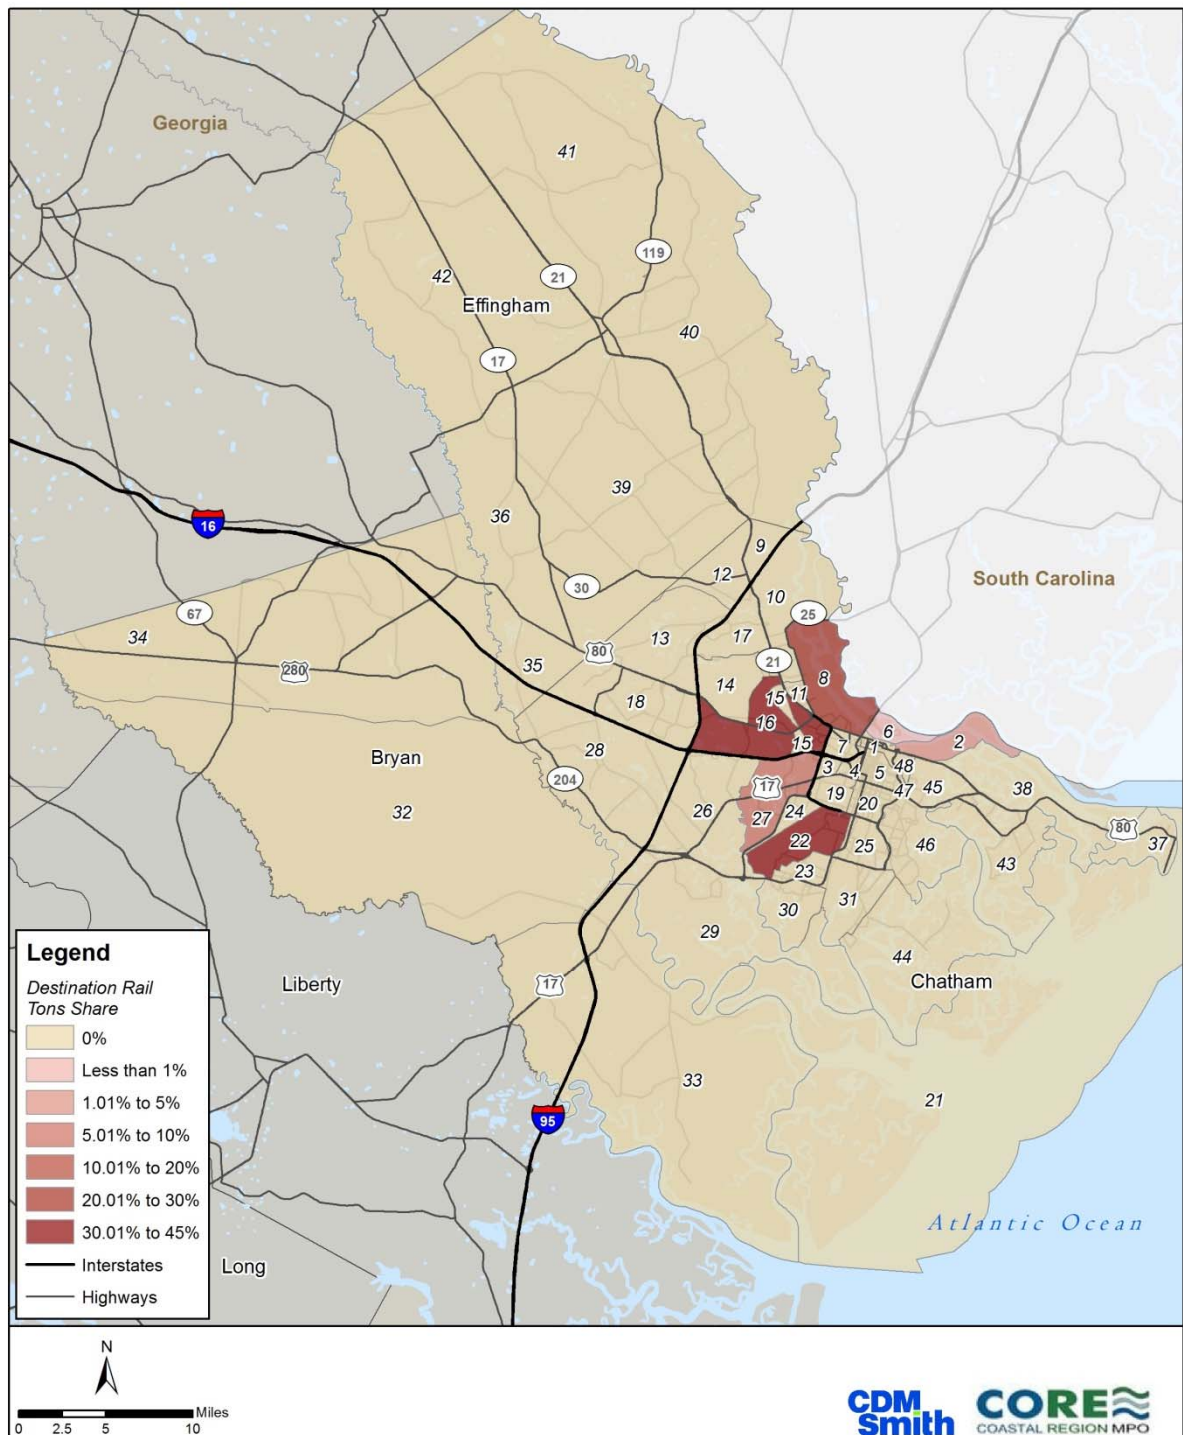 Georgia
41
119
42
21
Effingham
40
17
39
36
16
9
South Carolina
12
30
10
67
25
34
13
17
80
280
35
21
8
14
15
11
18
16
6
2
28
15
7
1
Bryan
204
3
4
5
48
17
38
19
47
45
32
26
27
24
20
80
22
25
46
37
43
23
31
30
29
44
Liberty
17
Chatham
33
21
95
Atlantic Ocean
Long
Legend
Destination Rail
Tons Share
0%
Less than 1%
1.01% to 5%
5.01% to 10%
10.01% to 20%
20.01% to 30%
30.01% to 45%
Interstates
Highways
N
Miles
0 2.5 5 10
CDM
Smith
CORE
COASTAL REGION MPO